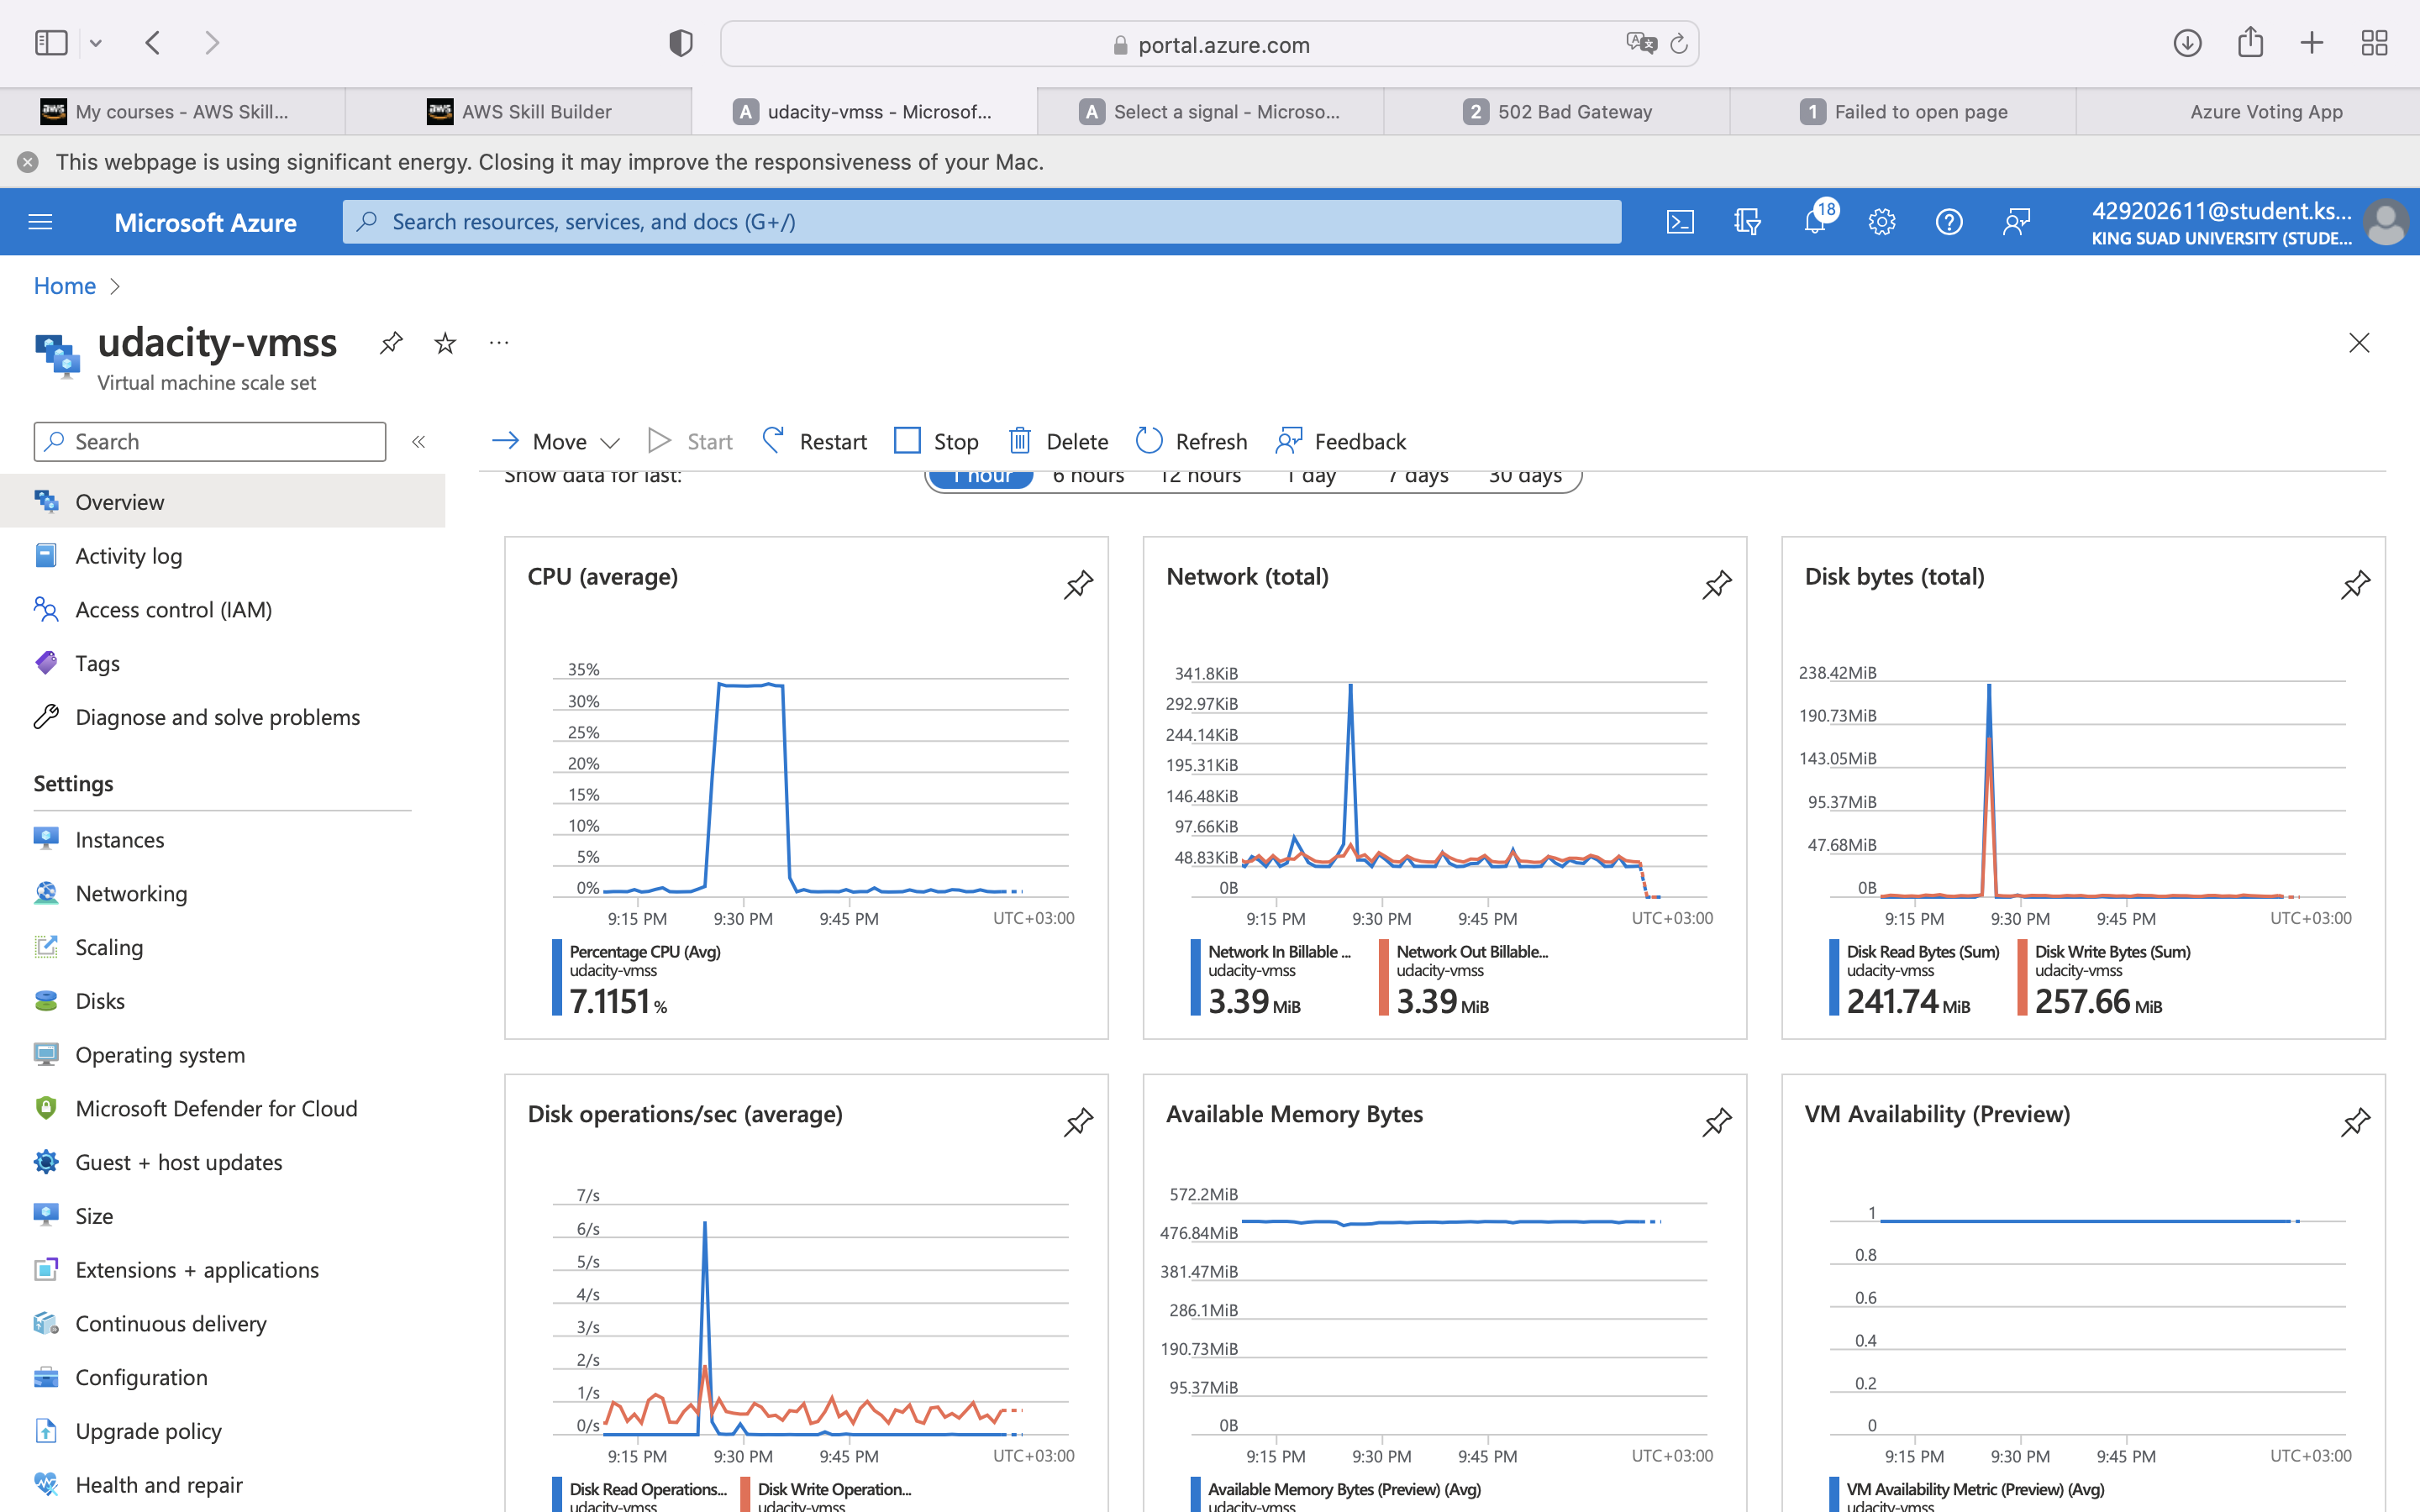 portal.azure.com
My courses - AWS Skill...
AWS Skill Builder
A udacity-vmss - Microsof...
A Select a signal - Microso...
2 502 Bad Gateway
1 Failed to open page
Azure Voting App
This webpage is using significant energy. Closing it may improve the responsiveness of your Mac.
Microsoft Azure
Search resources, services, and docs (G+/)
18
429202611@student.ks...
KING SUAD UNIVERSITY (STUDE...
Home
udacity-vmss
Virtual machine scale set
Search
Move
Start
Restart
Stop
Delete
Refresh
Feedback
Show data for last:
1 hour
6 hours
12 hours
1 day
7 days
30 days
Overview
Activity log
Access control (IAM)
Tags
Diagnose and solve problems
Settings
Instances
Networking
Scaling
Disks
Operating system
Microsoft Defender for Cloud
Guest + host updates
Size
Extensions + applications
Continuous delivery
Configuration
Upgrade policy
Health and repair
CPU (average)
35%
30%
25%
20%
15%
10%
5%
0%
9:15 PM 9:30 PM 9:45 PM UTC+03:00
Percentage CPU (Avg)
udacity-vmss
7.1151 %
Network (total)
341.8KiB
292.97KiB
244.14KiB
195.31KiB
146.48KiB
97.66KiB
48.83KiB
0B
9:15 PM 9:30 PM 9:45 PM UTC+03:00
Network In Billable ...
udacity-vmss
3.39 MiB
Network Out Billable...
udacity-vmss
3.39 MiB
Disk bytes (total)
238.42MiB
190.73MiB
143.05MiB
95.37MiB
47.68MiB
0B
9:15 PM 9:30 PM 9:45 PM UTC+03:00
Disk Read Bytes (Sum)
udacity-vmss
241.74 MiB
Disk Write Bytes (Sum)
udacity-vmss
257.66 MiB
Disk operations/sec (average)
7/s
6/s
5/s
4/s
3/s
2/s
1/s
0/s
9:15 PM 9:30 PM 9:45 PM UTC+03:00
Disk Read Operations...
udacity-vmss
Disk Write Operation...
udacity-vmss
Available Memory Bytes
572.2MiB
476.84MiB
381.47MiB
286.1MiB
190.73MiB
95.37MiB
0B
9:15 PM 9:30 PM 9:45 PM UTC+03:00
Available Memory Bytes (Preview) (Avg)
udacity-vmss
VM Availability (Preview)
1
0.8
0.6
0.4
0.2
0
9:15 PM 9:30 PM 9:45 PM UTC+03:00
VM Availability Metric (Preview) (Avg)
udacity-vmss